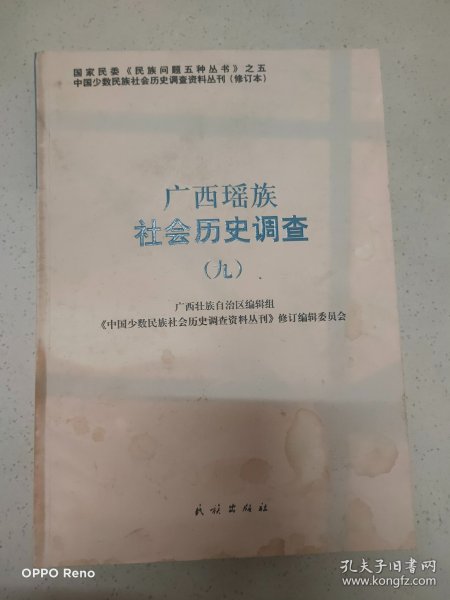 国家民委《民族问题五种丛书》之五
中国少数民族社会历史调查资料丛刊（修订本）
广西瑶族
社会历史调查
（九）
广西壮族自治区编辑组
《中国少数民族社会历史调查资料丛刊》修订编辑委员会
民族出版社
OPPO Reno
孔夫子旧书网
www.kongfz.com